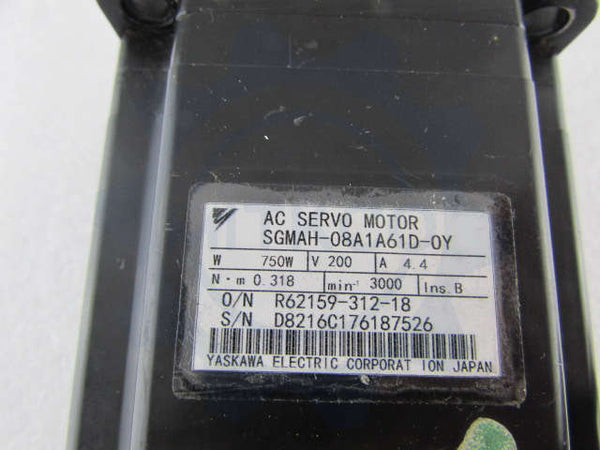 AC SERVO MOTOR
SGMAH-08A1A61D-0Y
W 750W V 200 A 4.4
N·m 0.318 min⁻¹ 3000 Ins.B
O/N R62159-312-18
S/N D8216C176187526
YASKAWA ELECTRIC CORPORAT ION JAPAN